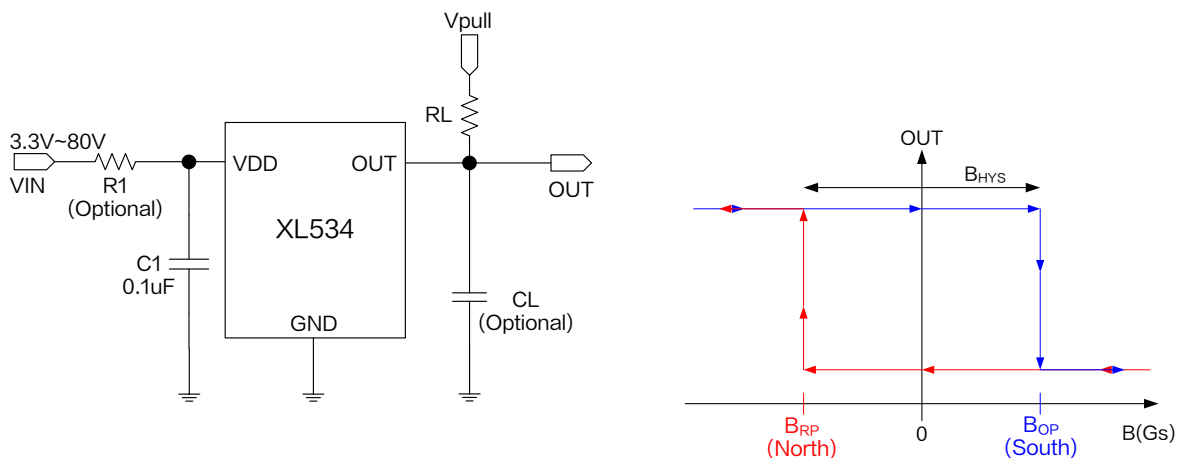 Vpull
RL
3.3V~80V
VIN
R1
(Optional)
VDD
OUT
OUT
XL534
C1
0.1uF
GND
CL
(Optional)
OUT
BHYS
BRP
(North)
0
BOP
(South)
B(Gs)